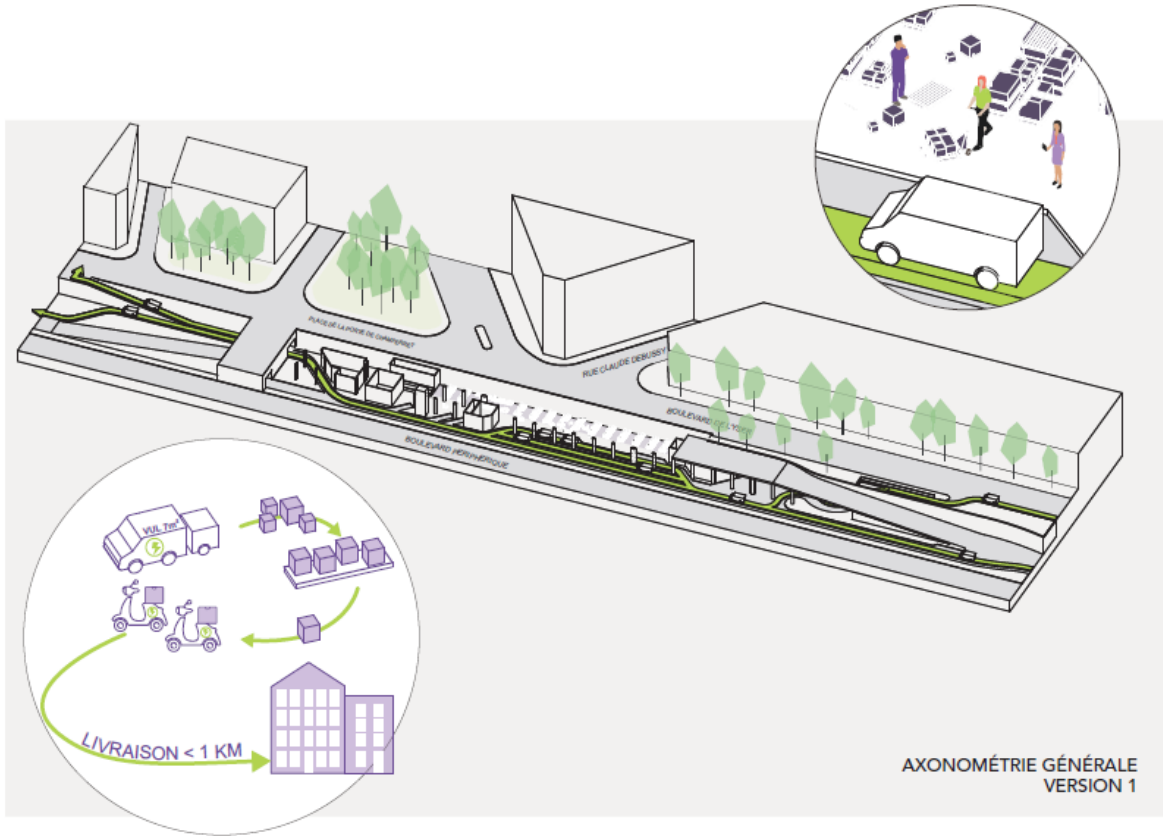 PLACE DE LA PORTE DE CHAMPERRET
RUE CLAUDE DEBUSSY
BOULEVARD DE L'YSER
BOULEVARD PÉRIPHÉRIQUE
VUL 7m³
LIVRAISON < 1 KM
AXONOMÉTRIE GÉNÉRALE
VERSION 1